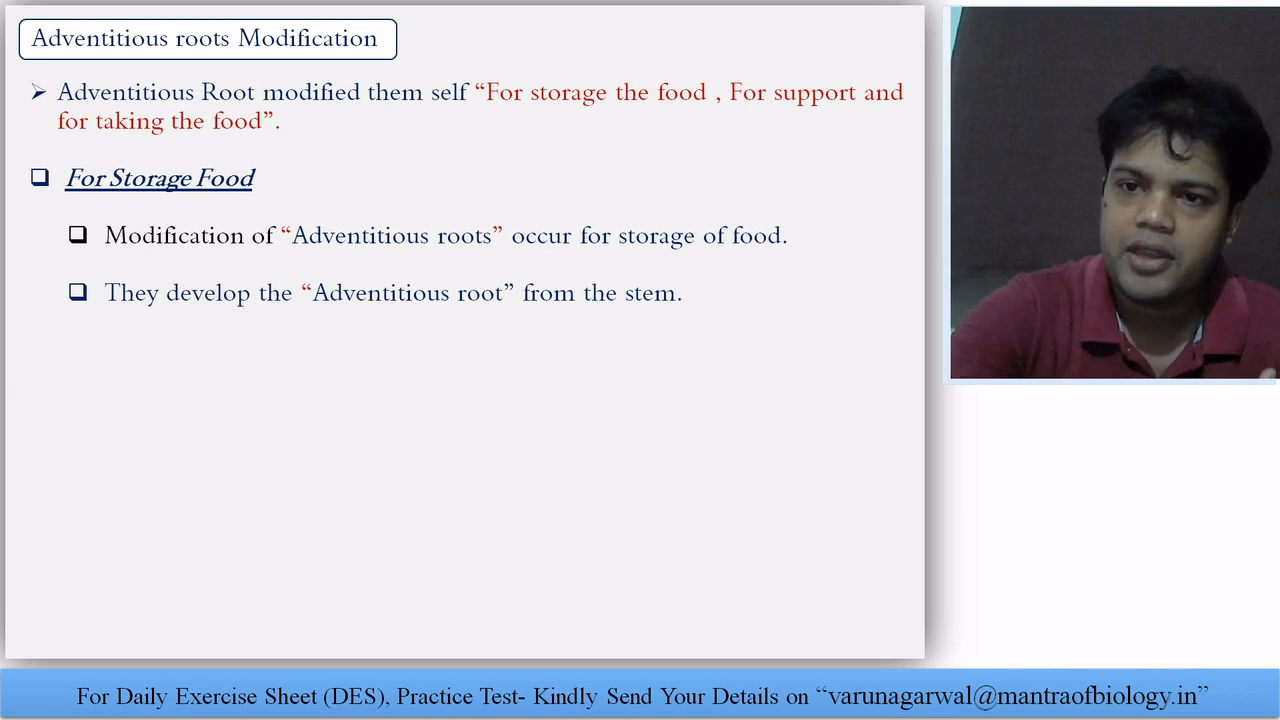 Adventitious roots Modification
Adventitious Root modified them self “For storage the food , For support and
for taking the food”.
For Storage Food
Modification of “Adventitious roots” occur for storage of food.
They develop the “Adventitious root” from the stem.
For Daily Exercise Sheet (DES), Practice Test- Kindly Send Your Details on “varunagarwal@mantraofbiology.in”